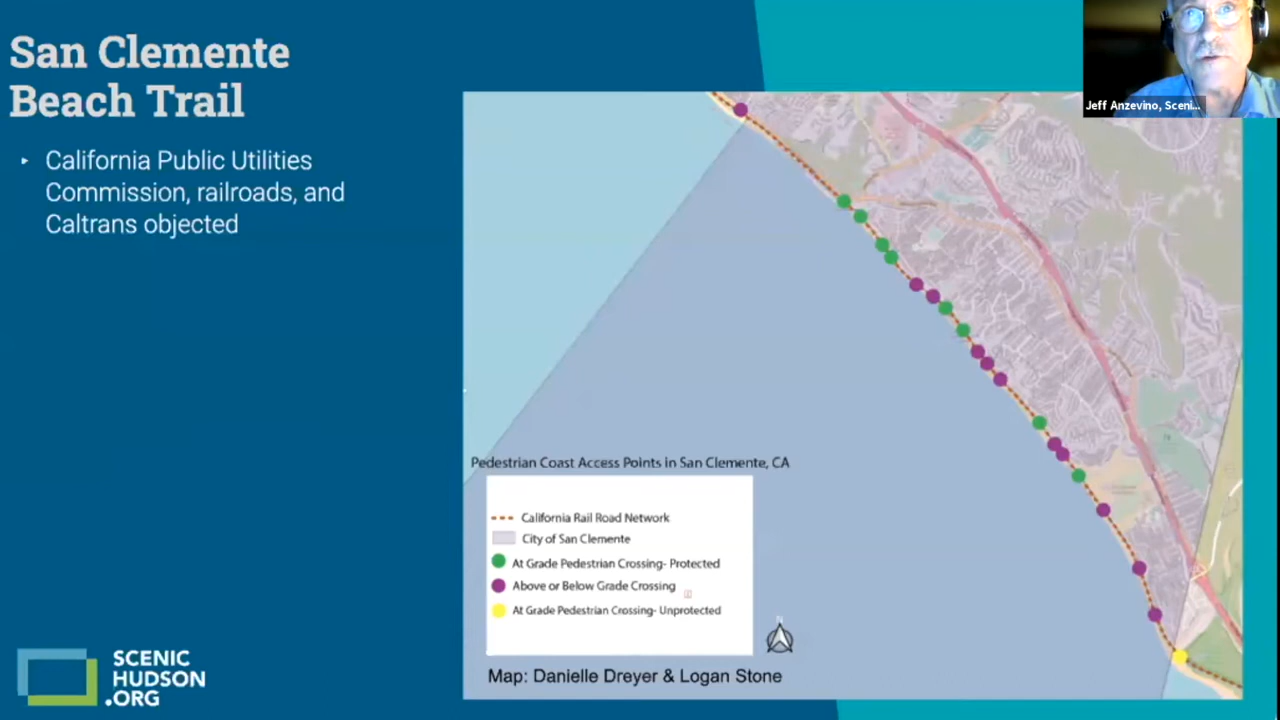 San Clemente
Beach Trail
▸ California Public Utilities
Commission, railroads, and
Caltrans objected
Jeff Anzevino, Sceni...
Pedestrian Coast Access Points in San Clemente, CA
California Rail Road Network
City of San Clemente
At Grade Pedestrian Crossing- Protected
Above or Below Grade Crossing
At Grade Pedestrian Crossing- Unprotected
Map: Danielle Dreyer & Logan Stone
SCENIC
HUDSON
.ORG